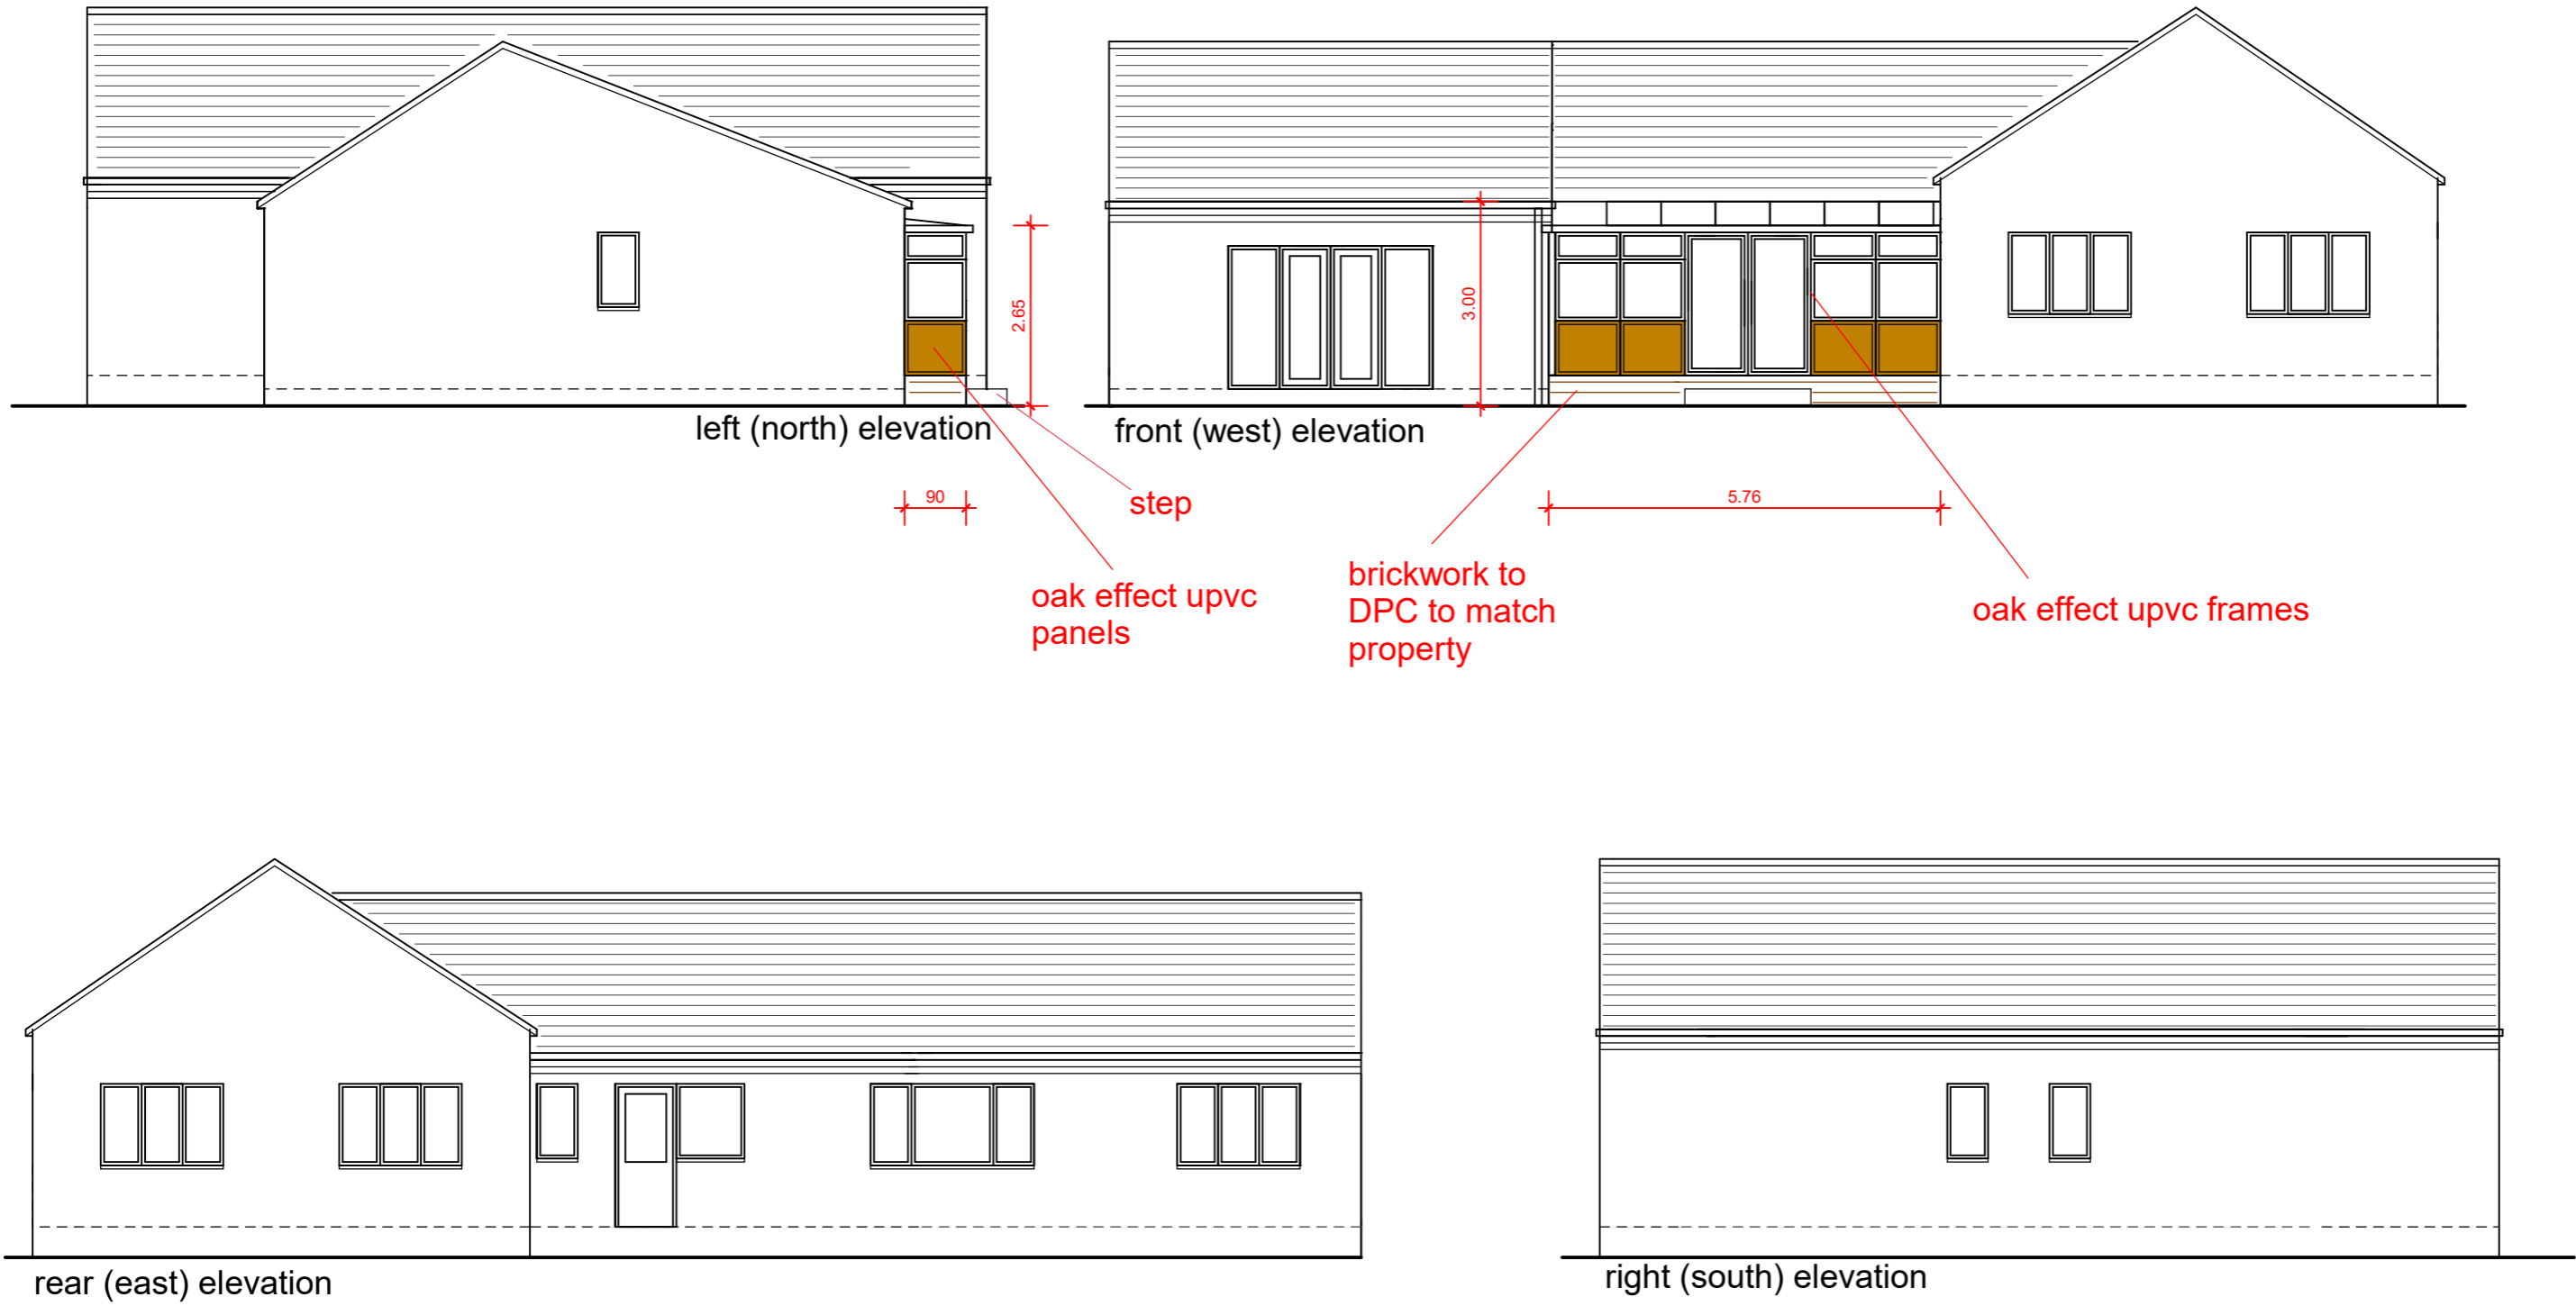 2.65
3.00
left (north) elevation
front (west) elevation
90
5.76
step
oak effect upvc
panels
brickwork to
DPC to match
property
oak effect upvc frames
rear (east) elevation
right (south) elevation